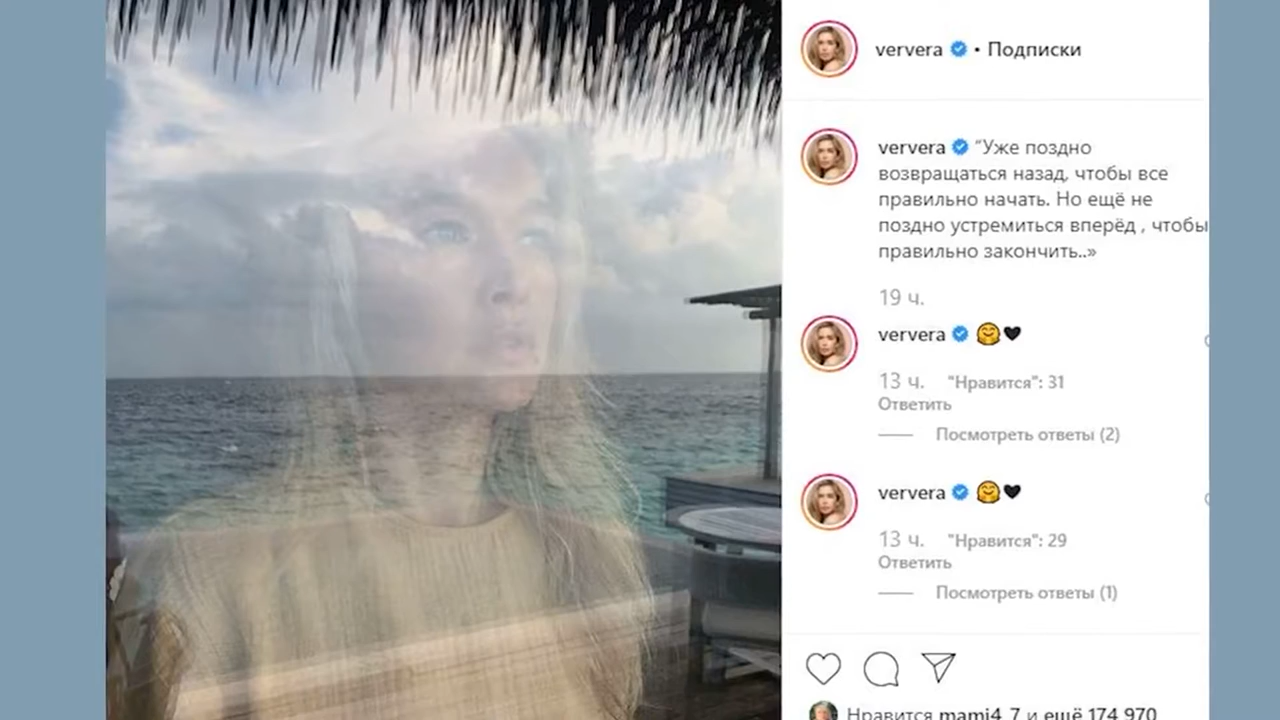 ververa • Подписки
ververa “Уже поздно
возвращаться назад, чтобы все
правильно начать. Но ещё не
поздно устремиться вперёд , чтобы
правильно закончить..»
19 ч.
ververa 🤗🖤
13 ч. "Нравится": 31
Ответить
Посмотреть ответы (2)
ververa 🤗🖤
13 ч. "Нравится": 29
Ответить
Посмотреть ответы (1)
Нравится mami4_7 и ещё 174 970